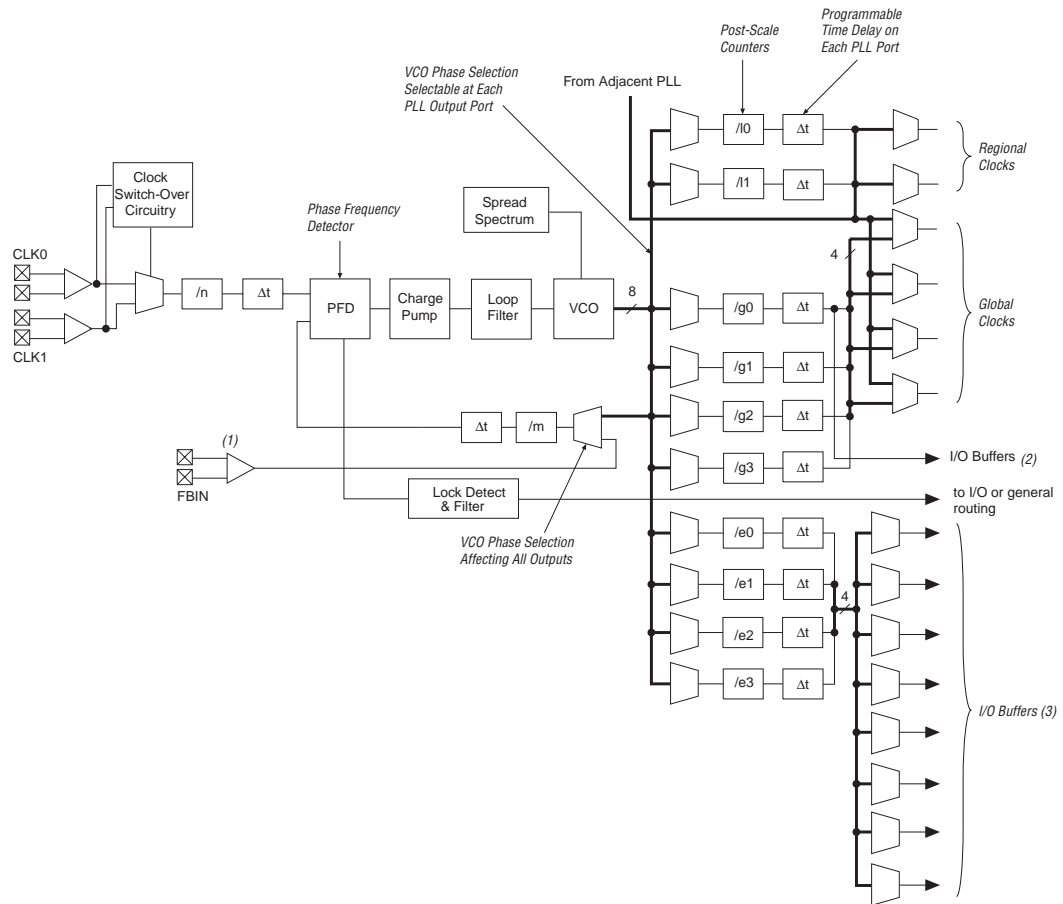 Programmable
Time Delay on
Each PLL Port
Post-Scale
Counters
VCO Phase Selection
Selectable at Each
PLL Output Port
From Adjacent PLL
/l0
Δt
Regional
Clocks
/l1
Δt
Clock
Switch-Over
Circuitry
Phase Frequency
Detector
Spread
Spectrum
4
CLK0
/n
Δt
PFD
Charge
Pump
Loop
Filter
VCO
8
/g0
Δt
Global
Clocks
CLK1
/g1
Δt
Δt
/m
/g2
Δt
(1)
FBIN
I/O Buffers (2)
/g3
Δt
Lock Detect
& Filter
to I/O or general
routing
VCO Phase Selection
Affecting All Outputs
/e0
Δt
/e1
Δt
4
/e2
Δt
/e3
Δt
I/O Buffers (3)